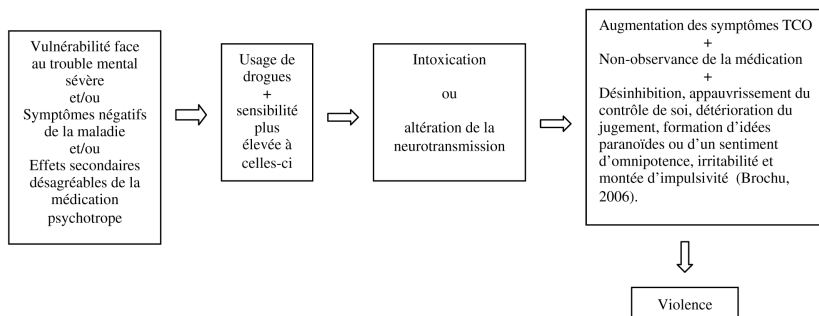 Vulnérabilité face
au trouble mental
sévère
et/ou
Symptômes négatifs
de la maladie
et/ou
Effets secondaires
désagréables de la
médication
psychotrope
Usage de
drogues
+
sensibilité
plus
élevée à
celles-ci
Intoxication
ou
altération de la
neurotransmission
Augmentation des symptômes TCO
+
Non-observance de la médication
+
Désinhibition, appauvrissement du
contrôle de soi, détérioration du
jugement, formation d'idées
paranoïdes ou d'un sentiment
d'omnipotence, irritabilité et
montée d'impulsivité (Brochu,
2006).
Violence